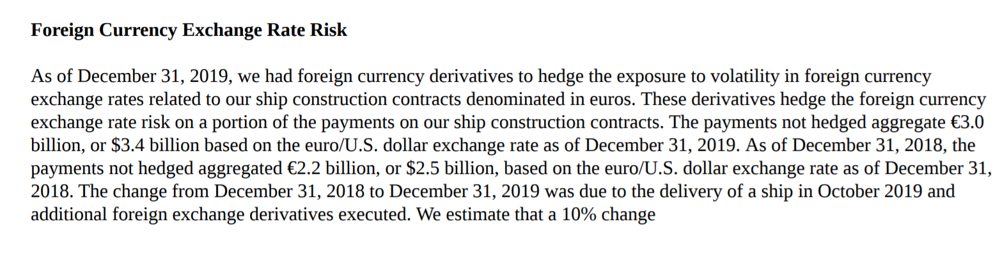 Foreign Currency Exchange Rate Risk
As of December 31, 2019, we had foreign currency derivatives to hedge the exposure to volatility in foreign currency
exchange rates related to our ship construction contracts denominated in euros. These derivatives hedge the foreign currency
exchange rate risk on a portion of the payments on our ship construction contracts. The payments not hedged aggregate €3.0
billion, or $3.4 billion based on the euro/U.S. dollar exchange rate as of December 31, 2019. As of December 31, 2018, the
payments not hedged aggregated €2.2 billion, or $2.5 billion, based on the euro/U.S. dollar exchange rate as of December 31,
2018. The change from December 31, 2018 to December 31, 2019 was due to the delivery of a ship in October 2019 and
additional foreign exchange derivatives executed. We estimate that a 10% change